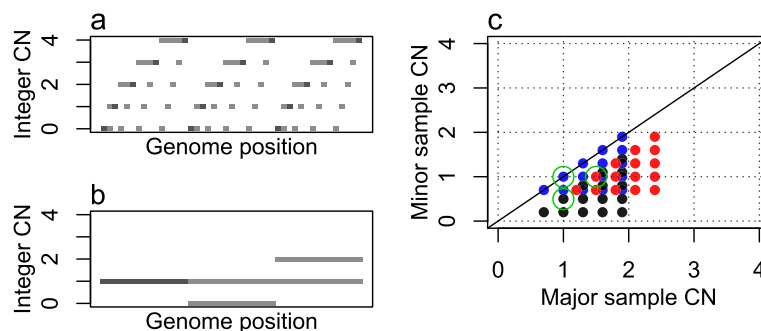 a
Integer CN
0 2 4
Genome position
b
Integer CN
0 2 4
Genome position
c
Minor sample CN
0 1 2 3 4
0 1 2 3 4
Major sample CN